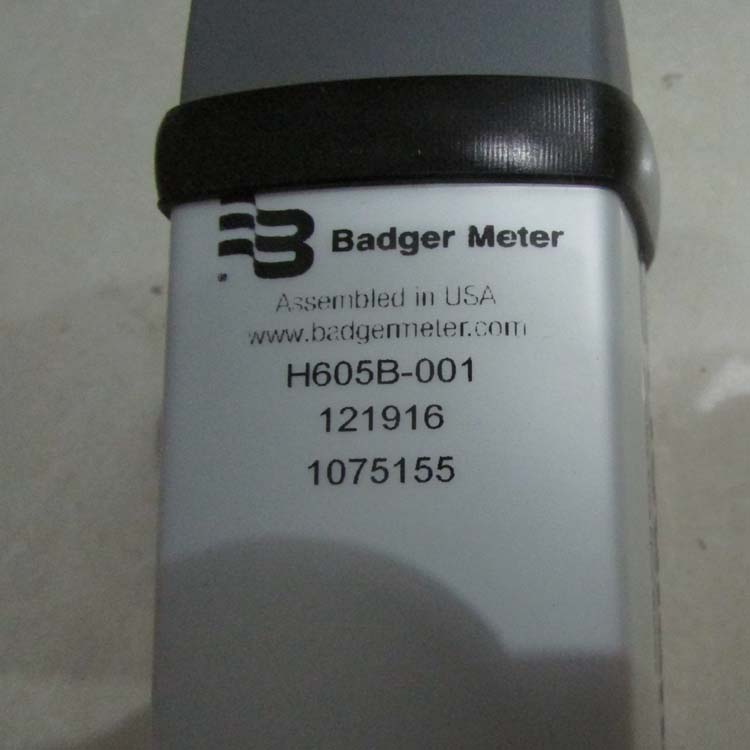 Badger Meter
Assembled in USA
www.badgermeter.com
H605B-001
121916
1075155